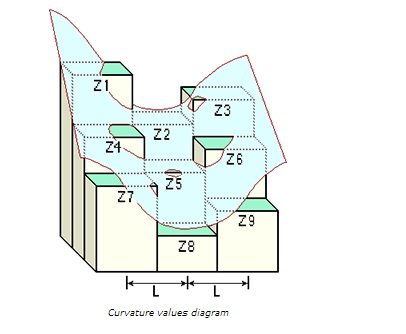 Z1
Z2
Z3
Z4
Z5
Z6
Z7
Z8
Z9
L
L
Curvature values diagram